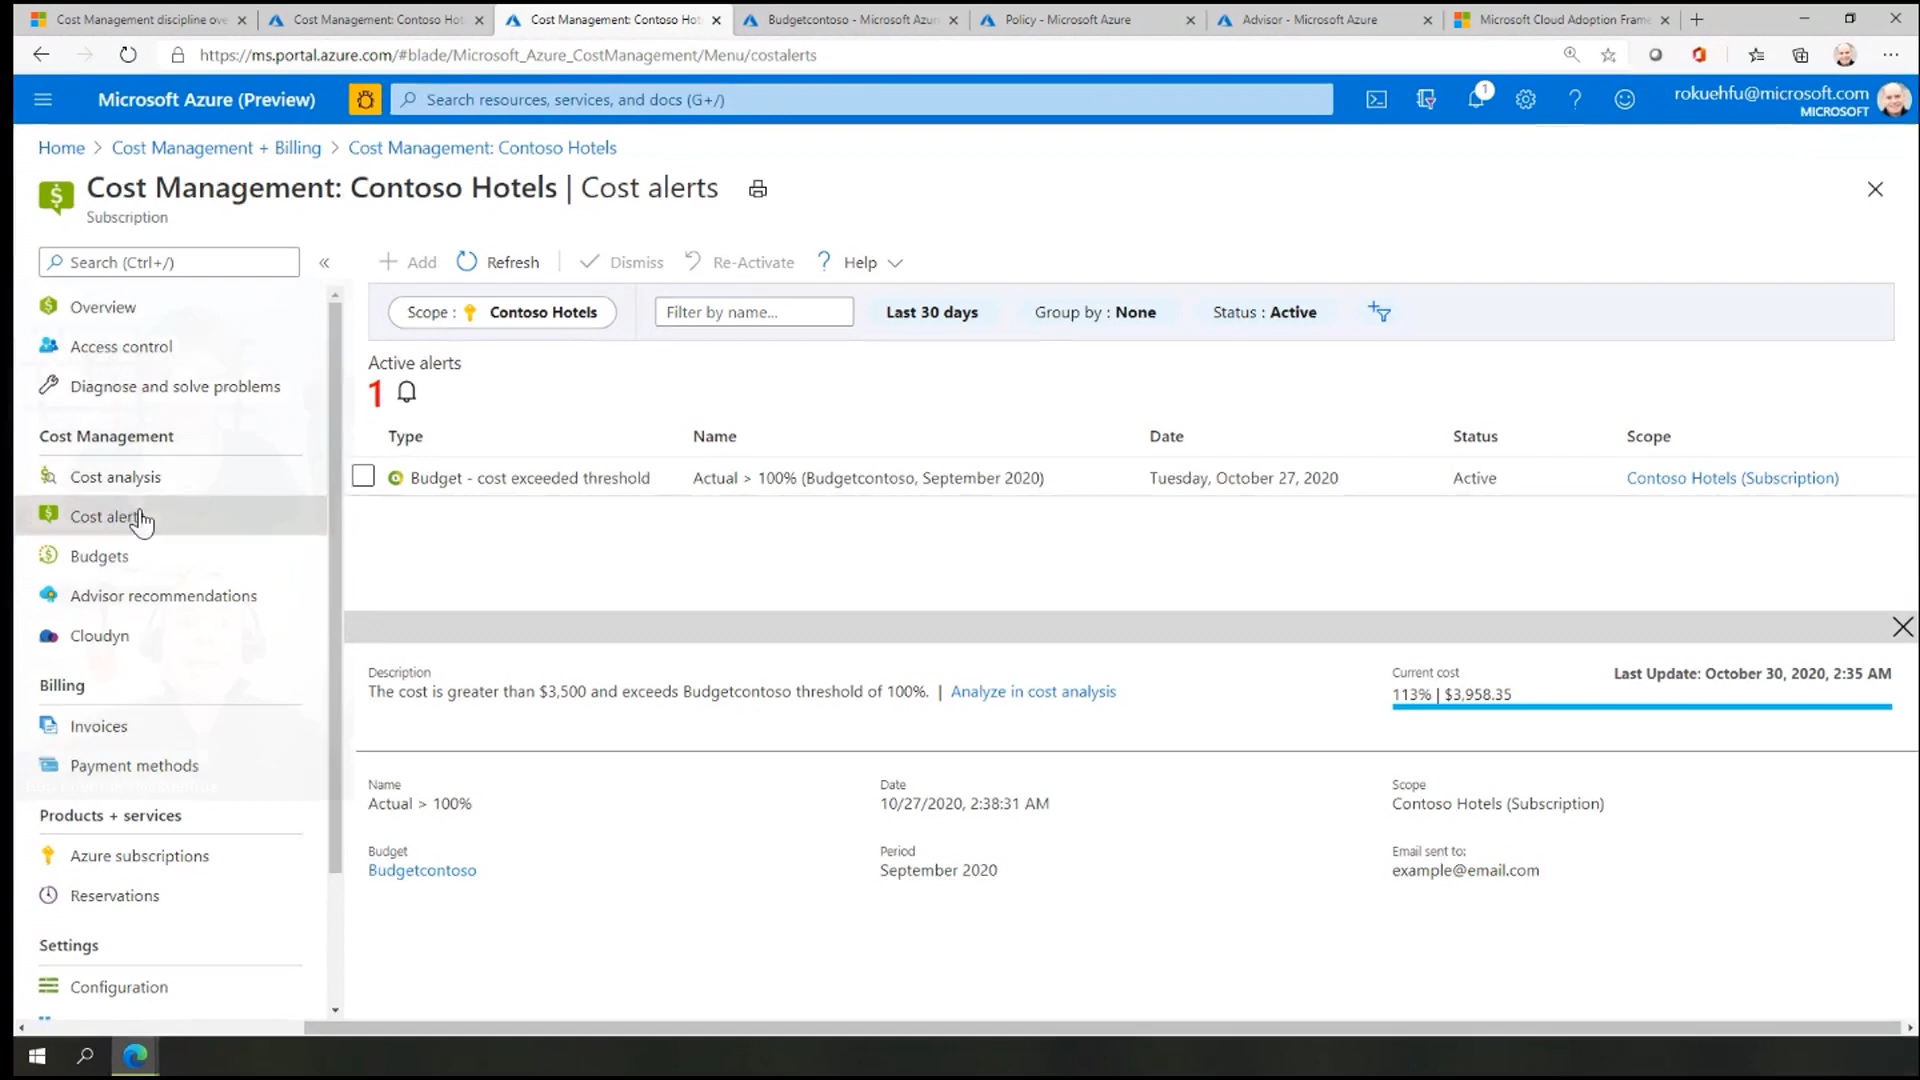 Cost Management discipline ove
Cost Management: Contoso Hot
Cost Management: Contoso Hot
Budgetcontoso - Microsoft Azur
Policy - Microsoft Azure
Advisor - Microsoft Azure
Microsoft Cloud Adoption Frame
https://ms.portal.azure.com/#blade/Microsoft_Azure_CostManagement/Menu/costalerts
Microsoft Azure (Preview)
Search resources, services, and docs (G+/)
1
rokuehfu@microsoft.com
MICROSOFT
Home > Cost Management + Billing > Cost Management: Contoso Hotels
Cost Management: Contoso Hotels | Cost alerts
Subscription
Search (Ctrl+/)
«
Overview
Access control
Diagnose and solve problems
Cost Management
Cost analysis
Cost alerts
Budgets
Advisor recommendations
Cloudyn
Billing
Invoices
Payment methods
Products + services
Azure subscriptions
Reservations
Settings
Configuration
Add
Refresh
Dismiss
Re-Activate
? Help
Scope : Contoso Hotels
Filter by name...
Last 30 days
Group by : None
Status : Active
Active alerts
1
Type Name Date Status Scope
Budget - cost exceeded threshold Actual > 100% (Budgetcontoso, September 2020) Tuesday, October 27, 2020 Active Contoso Hotels (Subscription)
Description
The cost is greater than $3,500 and exceeds Budgetcontoso threshold of 100%. | Analyze in cost analysis
Current cost
Last Update: October 30, 2020, 2:35 AM
113% | $3,958.35
Name
Actual > 100%
Date
10/27/2020, 2:38:31 AM
Scope
Contoso Hotels (Subscription)
Budget
Budgetcontoso
Period
September 2020
Email sent to:
example@email.com